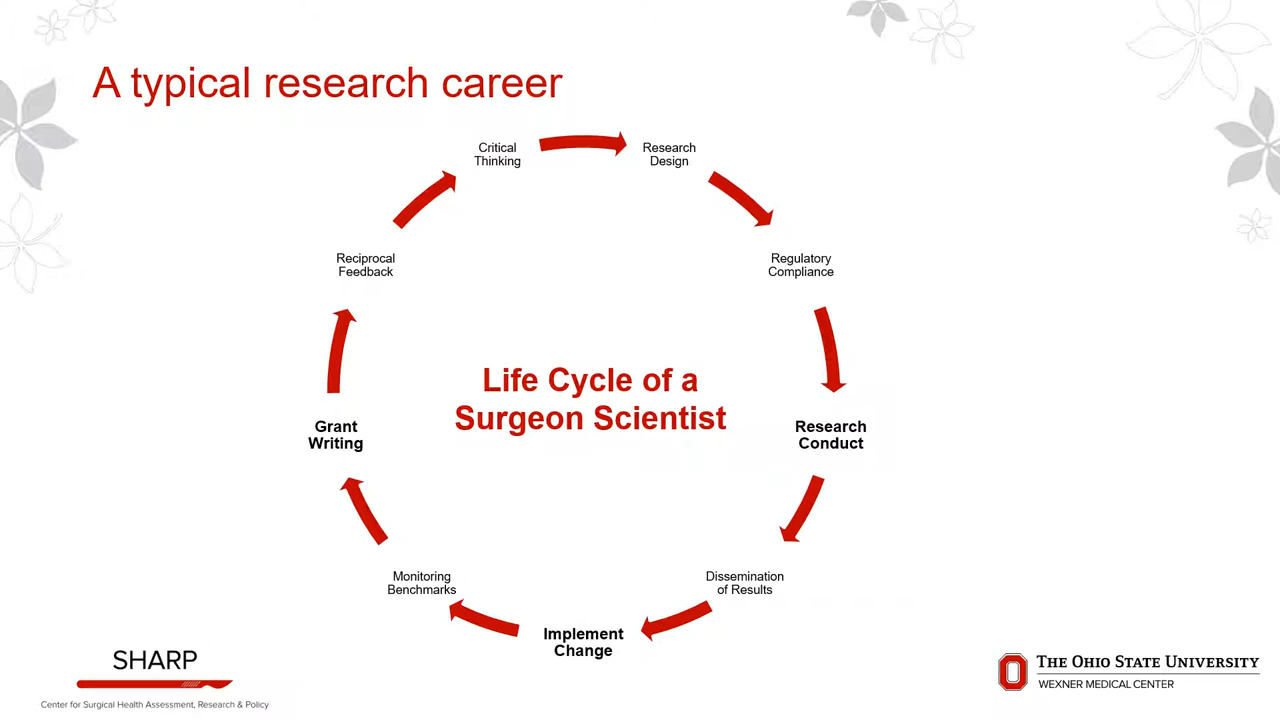 A typical research career
Critical
Thinking
Research
Design
Regulatory
Compliance
Research
Conduct
Dissemination
of Results
Implement
Change
Monitoring
Benchmarks
Grant
Writing
Reciprocal
Feedback
Life Cycle of a
Surgeon Scientist
SHARP
Center for Surgical Health Assessment, Research & Policy
The Ohio State University
WEXNER MEDICAL CENTER